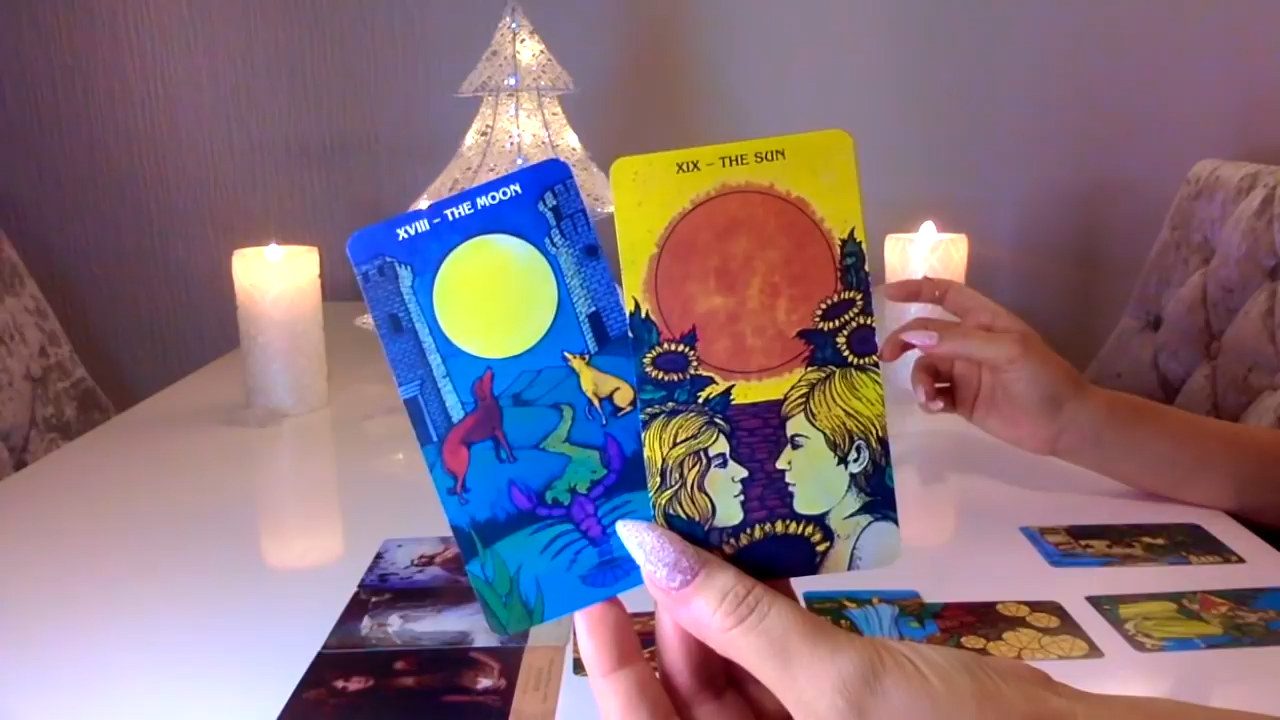 XVIII – THE MOON
XIX – THE SUN